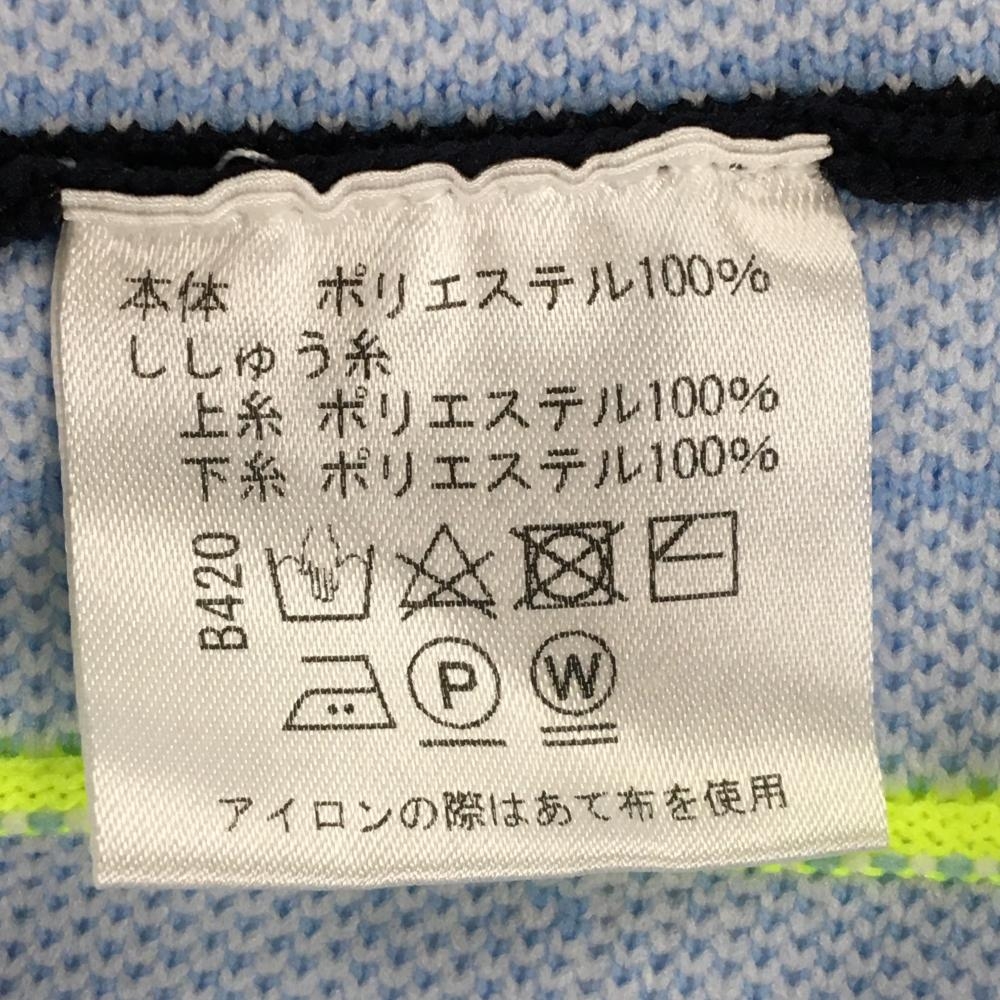 本体　ポリエステル100%
ししゅう糸
上糸 ポリエステル100%
下糸 ポリエステル100%
B420
P
W
アイロンの際はあて布を使用